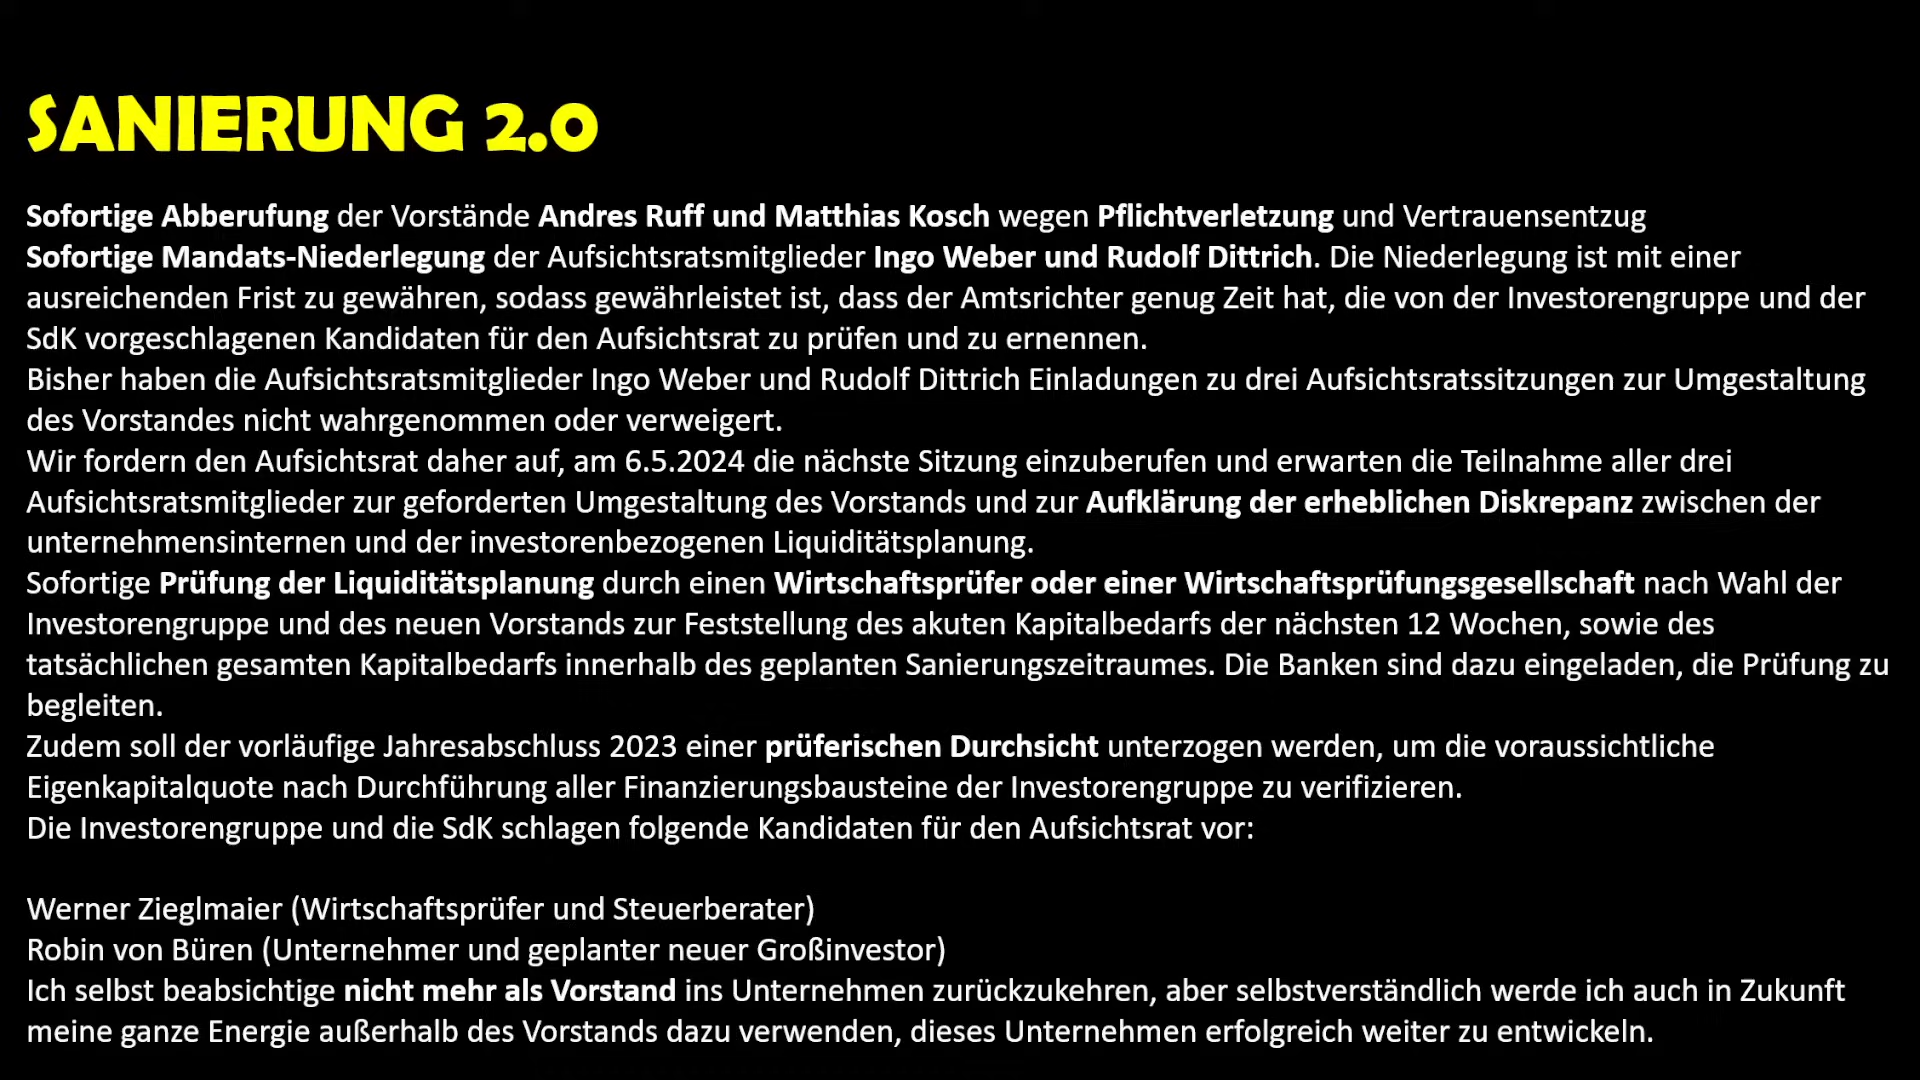 SANIERUNG 2.0
Sofortige Abberufung der Vorstände Andres Ruff und Matthias Kosch wegen Pflichtverletzung und Vertrauensentzug
Sofortige Mandats-Niederlegung der Aufsichtsratsmitglieder Ingo Weber und Rudolf Dittrich. Die Niederlegung ist mit einer
ausreichenden Frist zu gewähren, sodass gewährleistet ist, dass der Amtsrichter genug Zeit hat, die von der Investorengruppe und der
SdK vorgeschlagenen Kandidaten für den Aufsichtsrat zu prüfen und zu ernennen.
Bisher haben die Aufsichtsratsmitglieder Ingo Weber und Rudolf Dittrich Einladungen zu drei Aufsichtsratssitzungen zur Umgestaltung
des Vorstandes nicht wahrgenommen oder verweigert.
Wir fordern den Aufsichtsrat daher auf, am 6.5.2024 die nächste Sitzung einzuberufen und erwarten die Teilnahme aller drei
Aufsichtsratsmitglieder zur geforderten Umgestaltung des Vorstands und zur Aufklärung der erheblichen Diskrepanz zwischen der
unternehmensinternen und der investorenbezogenen Liquiditätsplanung.
Sofortige Prüfung der Liquiditätsplanung durch einen Wirtschaftsprüfer oder einer Wirtschaftsprüfungsgesellschaft nach Wahl der
Investorengruppe und des neuen Vorstands zur Feststellung des akuten Kapitalbedarfs der nächsten 12 Wochen, sowie des
tatsächlichen gesamten Kapitalbedarfs innerhalb des geplanten Sanierungszeitraumes. Die Banken sind dazu eingeladen, die Prüfung zu
begleiten.
Zudem soll der vorläufige Jahresabschluss 2023 einer prüferischen Durchsicht unterzogen werden, um die voraussichtliche
Eigenkapitalquote nach Durchführung aller Finanzierungsbausteine der Investorengruppe zu verifizieren.
Die Investorengruppe und die SdK schlagen folgende Kandidaten für den Aufsichtsrat vor:
Werner Zieglmaier (Wirtschaftsprüfer und Steuerberater)
Robin von Büren (Unternehmer und geplanter neuer Großinvestor)
Ich selbst beabsichtige nicht mehr als Vorstand ins Unternehmen zurückzukehren, aber selbstverständlich werde ich auch in Zukunft
meine ganze Energie außerhalb des Vorstands dazu verwenden, dieses Unternehmen erfolgreich weiter zu entwickeln.